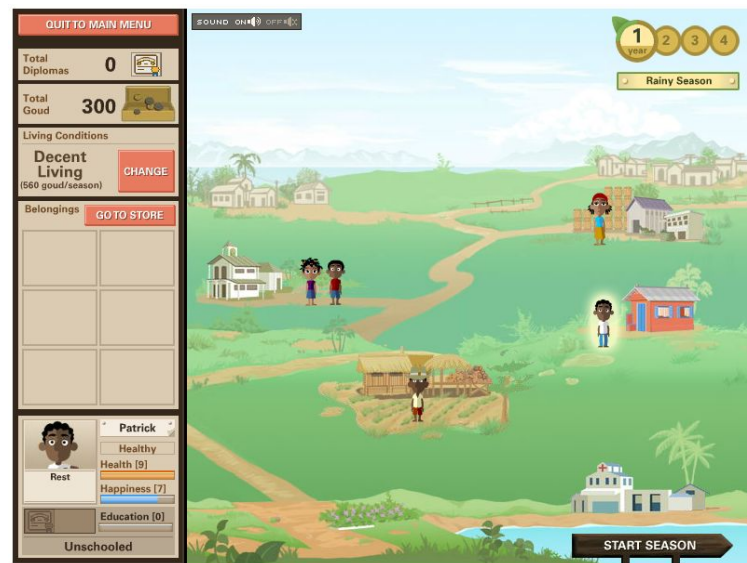 QUIT TO MAIN MENU
SOUND ON OFF
1
year
2
3
4
Rainy Season
Total
Diplomas
0
Total
Goud
300
Living Conditions
Decent
Living
(560 goud/season)
CHANGE
Belongings
GO TO STORE
Patrick
Healthy
Health [9]
Rest
Happiness [7]
Education [0]
Unschooled
START SEASON